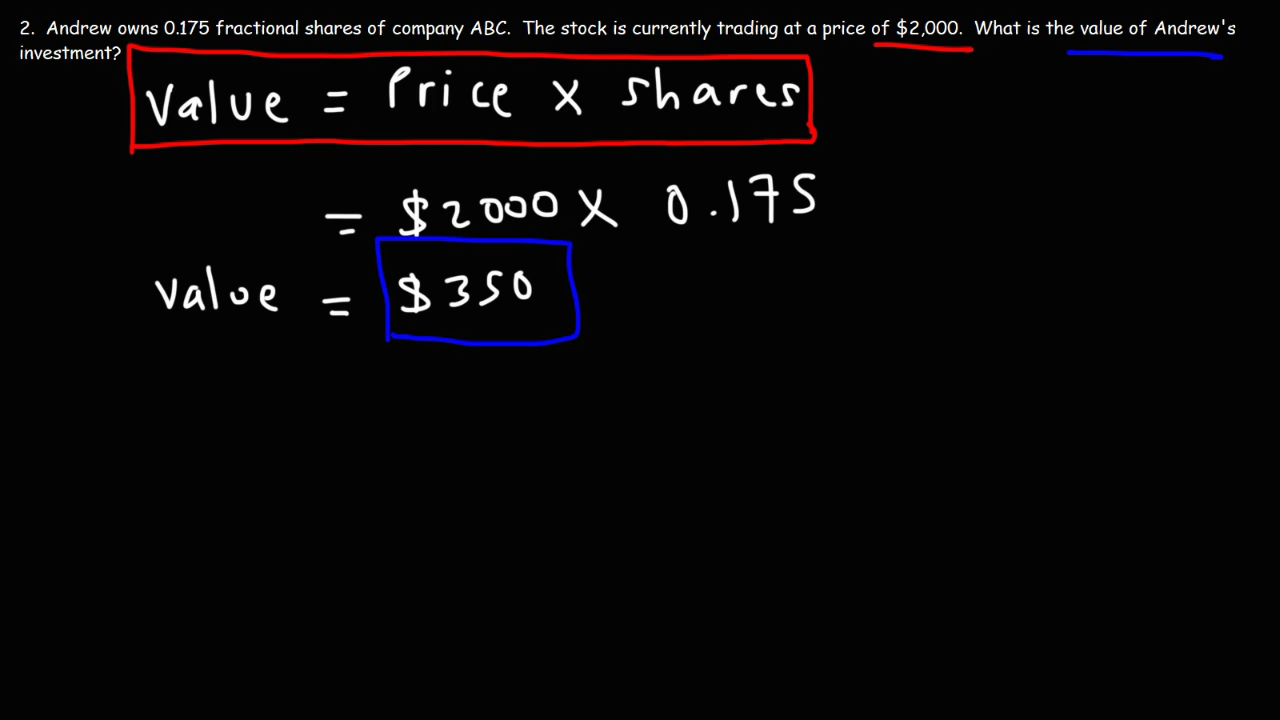 2. Andrew owns 0.175 fractional shares of company ABC. The stock is currently trading at a price of $2,000. What is the value of Andrew's
investment?
Value = Price x shares
= $2000 x 0.175
Value = $350